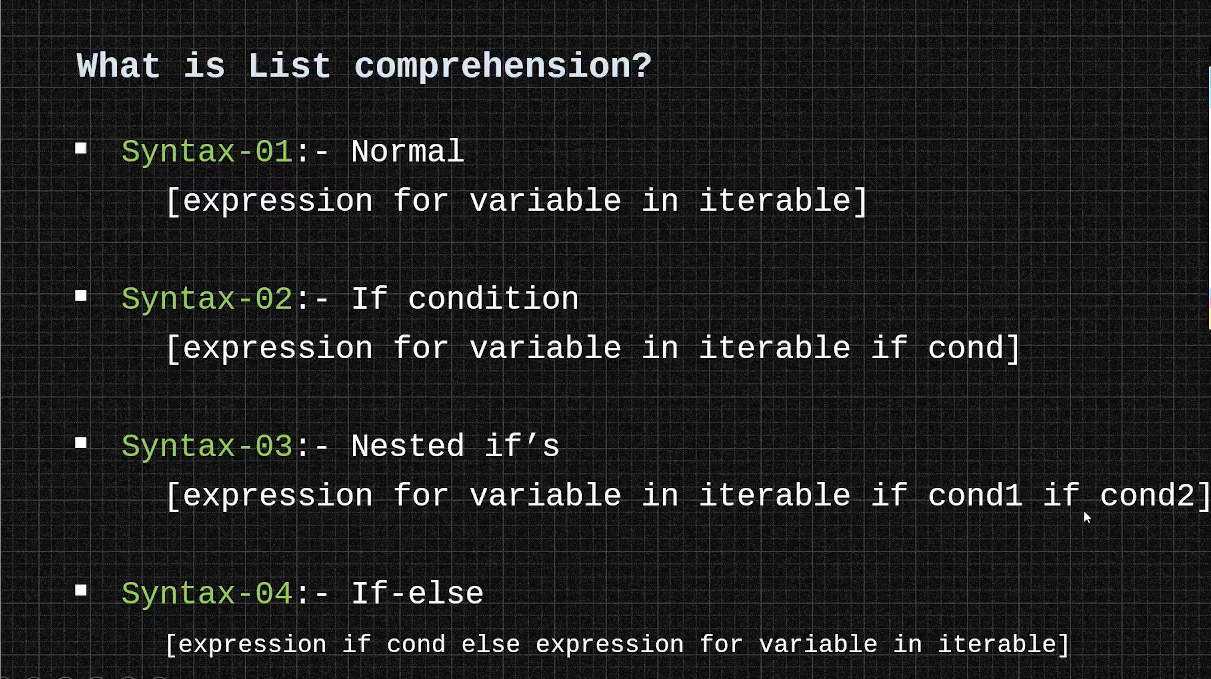 What is List comprehension?
▪ Syntax-01:- Normal
[expression for variable in iterable]
▪ Syntax-02:- If condition
[expression for variable in iterable if cond]
▪ Syntax-03:- Nested if’s
[expression for variable in iterable if cond1 if cond2]
▪ Syntax-04:- If-else
[expression if cond else expression for variable in iterable]